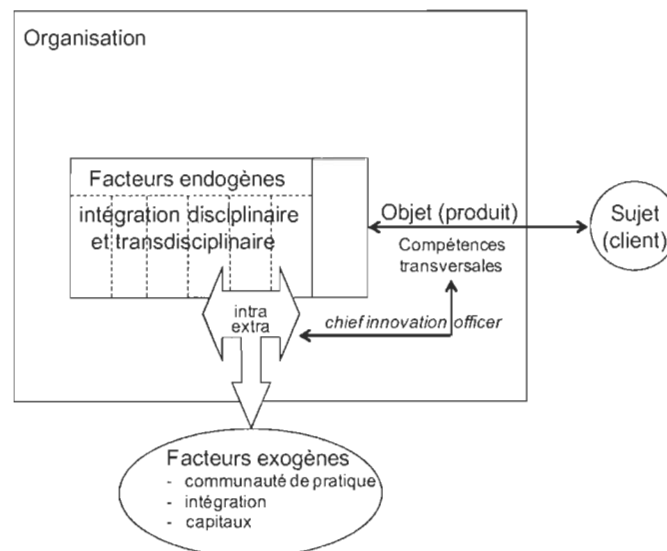 Organisation
Facteurs endogènes
intégration disciplinaire
et transdisciplinaire
Objet (produit)
Compétences
transversales
Sujet
(client)
intra
extra
chief innovation officer
Facteurs exogènes
- communauté de pratique
- intégration
- capitaux